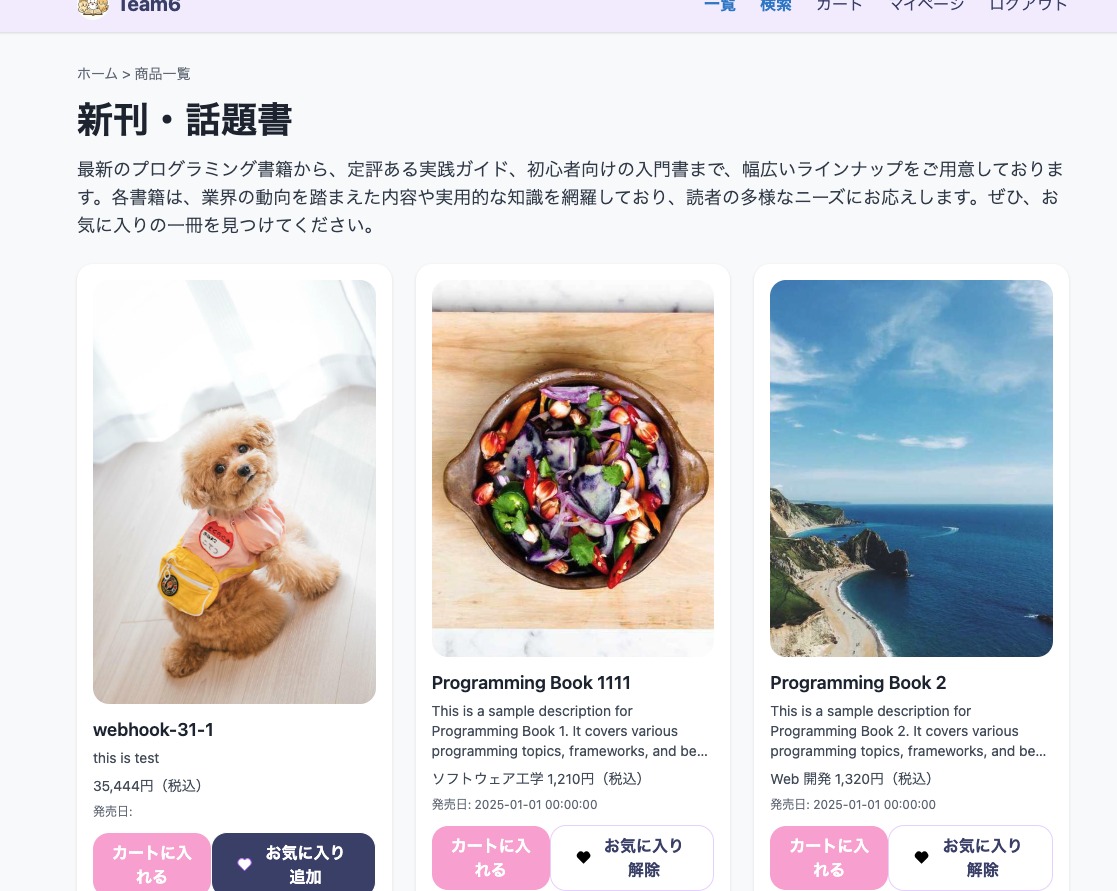 Team6
一覧 検索 カート マイページ ログアウト
ホーム > 商品一覧
新刊・話題書
最新のプログラミング書籍から、定評ある実践ガイド、初心者向けの入門書まで、幅広いラインナップをご用意しておりま
す。各書籍は、業界の動向を踏まえた内容や実用的な知識を網羅しており、読者の多様なニーズにお応えします。ぜひ、お
気に入りの一冊を見つけてください。
webhook-31-1
this is test
35,444円（税込）
発売日:
カートに入
れる
お気に入り
追加
Programming Book 1111
This is a sample description for
Programming Book 1. It covers various
programming topics, frameworks, and be...
ソフトウェア工学 1,210円（税込）
発売日: 2025-01-01 00:00:00
カートに入
れる
お気に入り
解除
Programming Book 2
This is a sample description for
Programming Book 2. It covers various
programming topics, frameworks, and be...
Web 開発 1,320円（税込）
発売日: 2025-01-01 00:00:00
カートに入
れる
お気に入り
解除